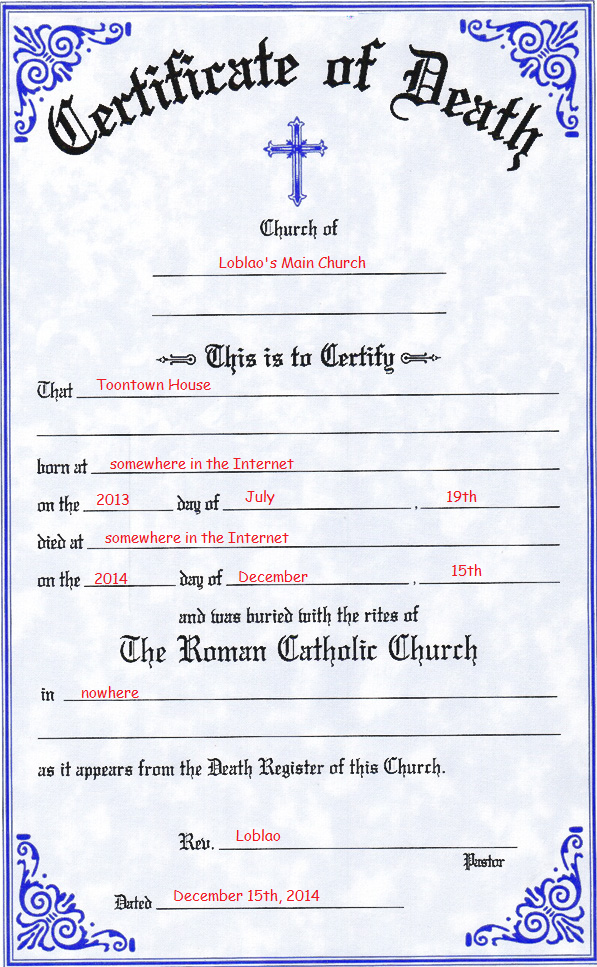 Certificate of Death
Church of
Loblao's Main Church
This is to Certify
That Toontown House
born at somewhere in the Internet
on the 2013 day of July , 19th
died at somewhere in the Internet
on the 2014 day of December , 15th
and was buried with the rites of
The Roman Catholic Church
in nowhere
as it appears from the Death Register of this Church.
Rev. Loblao
Pastor
Dated December 15th, 2014